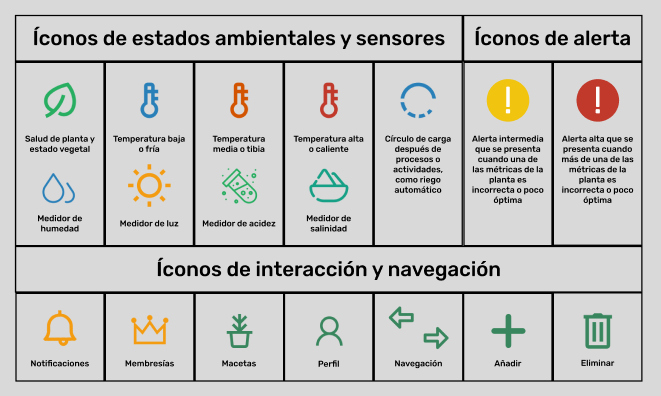 Íconos de estados ambientales y sensores
Íconos de alerta
Salud de planta y
estado vegetal
Temperatura baja
o fría
Temperatura
media o tibia
Temperatura alta
o caliente
Círculo de carga
después de
procesos o
actividades,
como riego
automático
Alerta intermedia
que se presenta
cuando una de
las métricas de la
planta es
incorrecta o poco
óptima
Alerta alta que se
presenta cuando
más de una de las
métricas de la
planta es
incorrecta o poco
óptima
Medidor de
humedad
Medidor de luz
Medidor de acidez
Medidor de
salinidad
Íconos de interacción y navegación
Notificaciones
Membresías
Macetas
Perfil
Navegación
Añadir
Eliminar